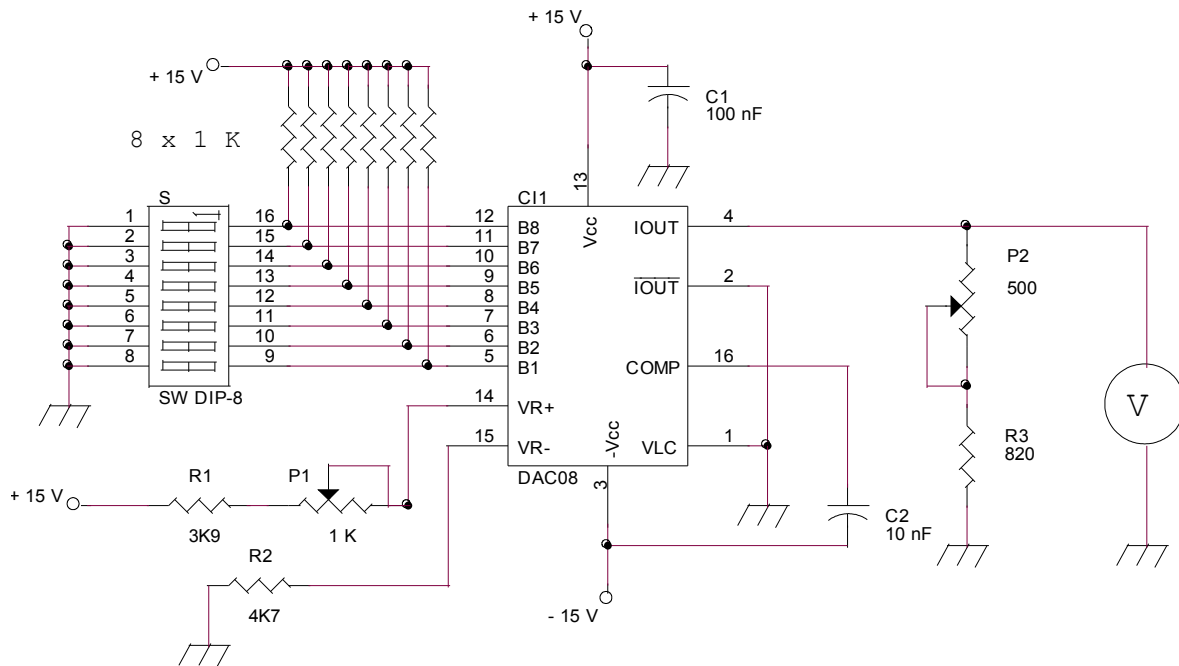 + 15 V
+ 15 V
C1
100 nF
8 x 1 K
13
S
CI1
1 16 12 B8 Vcc IOUT 4
2 15 11 B7
3 14 10 B6 IOUT 2
4 13 9 B5
5 12 8 B4
6 11 7 B3
7 10 6 B2
8 9 5 B1 COMP 16
SW DIP-8
P2
500
V
14 VR+
15 VR- -Vcc VLC 1
R3
820
DAC08
3
R1
P1
+ 15 V
3K9
1 K
C2
10 nF
R2
4K7
- 15 V